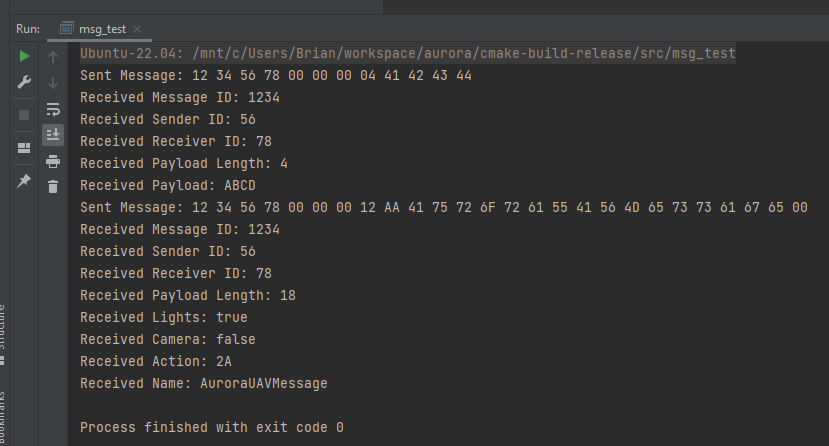 Run: msg_test
Ubuntu-22.04: /mnt/c/Users/Brian/workspace/aurora/cmake-build-release/src/msg_test
Sent Message: 12 34 56 78 00 00 00 04 41 42 43 44
Received Message ID: 1234
Received Sender ID: 56
Received Receiver ID: 78
Received Payload Length: 4
Received Payload: ABCD
Sent Message: 12 34 56 78 00 00 00 12 AA 41 75 72 6F 72 61 55 41 56 4D 65 73 73 61 67 65 00
Received Message ID: 1234
Received Sender ID: 56
Received Receiver ID: 78
Received Payload Length: 18
Received Lights: true
Received Camera: false
Received Action: 2A
Received Name: AuroraUAVMessage
Process finished with exit code 0
Structure